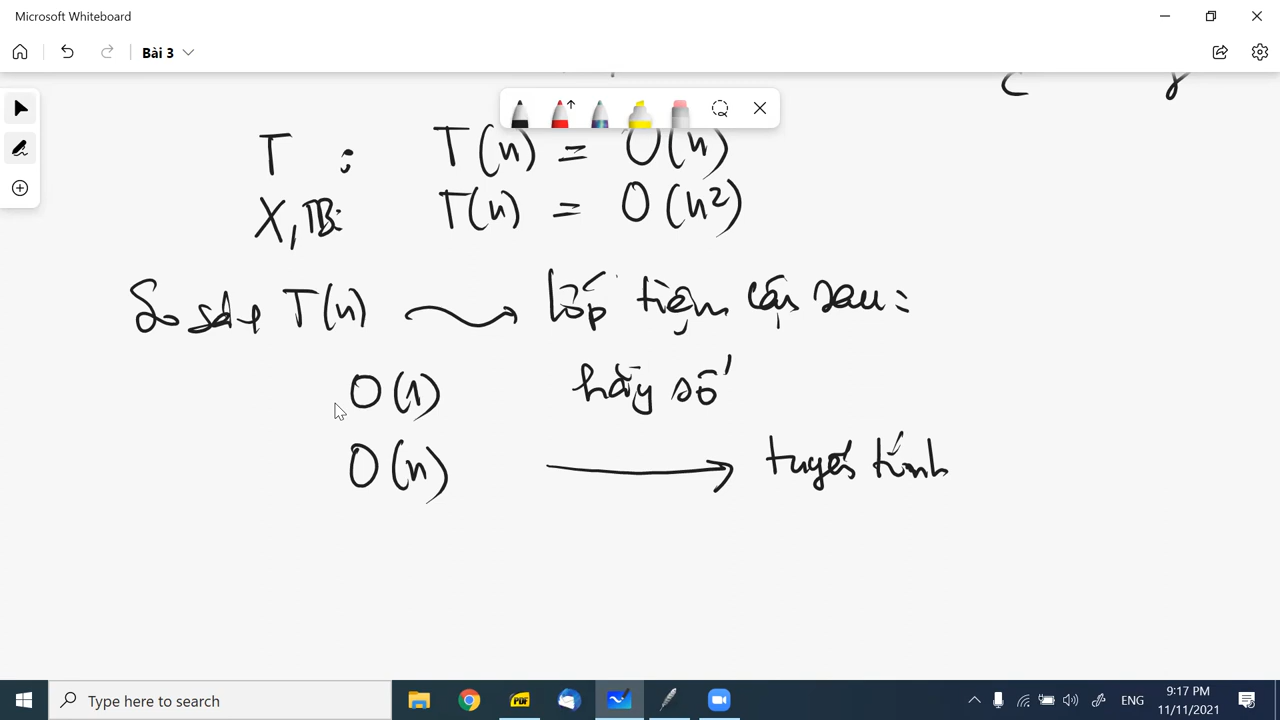 Microsoft Whiteboard
Bài 3
T : T(n) = O(n)
X, TB: T(n) = O(n²)
So sánh T(n) lớp tiệm cận sau:
O(1) hằng số
O(n) → tuyến tính
Type here to search
ENG
9:17 PM
11/11/2021